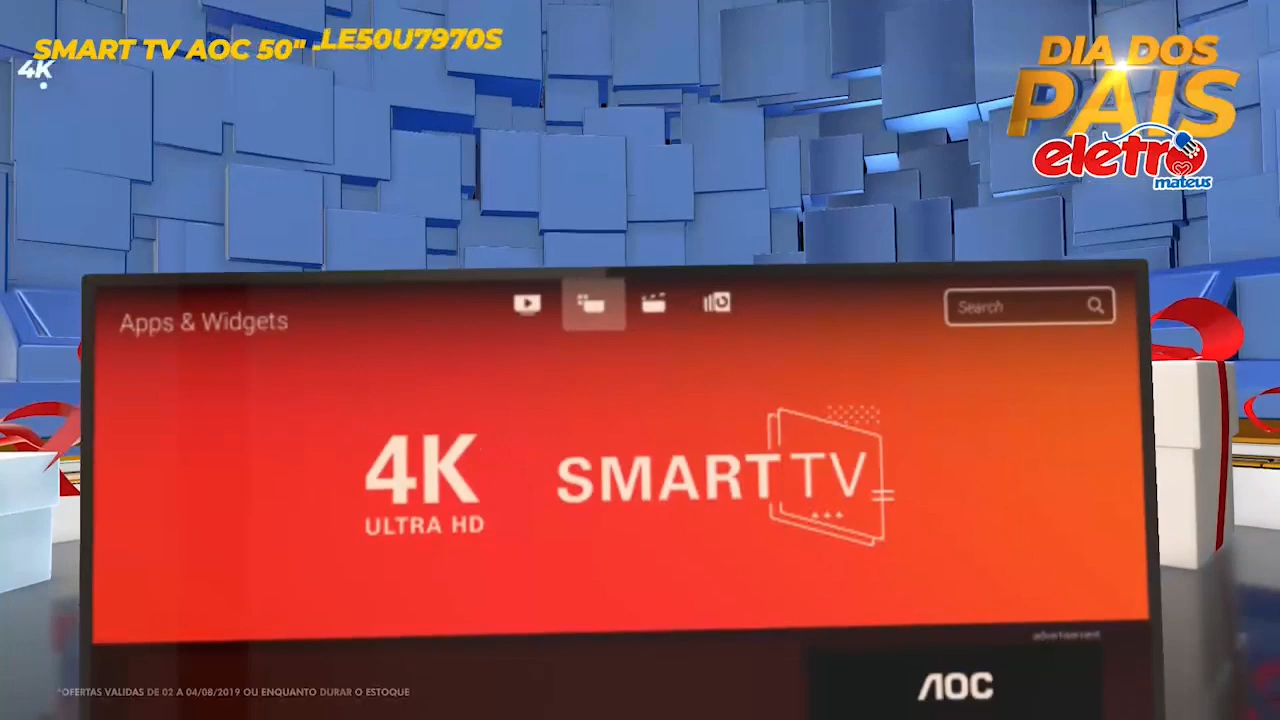 SMART TV AOC 50" - LE50U7970S
4K
DIA DOS
PAIS
eletro
mateus
Apps & Widgets
Search
4K
ULTRA HD
SMART TV
advertisement
AOC
*OFERTAS VALIDAS DE 02 A 04/08/2019 OU ENQUANTO DURAR O ESTOQUE